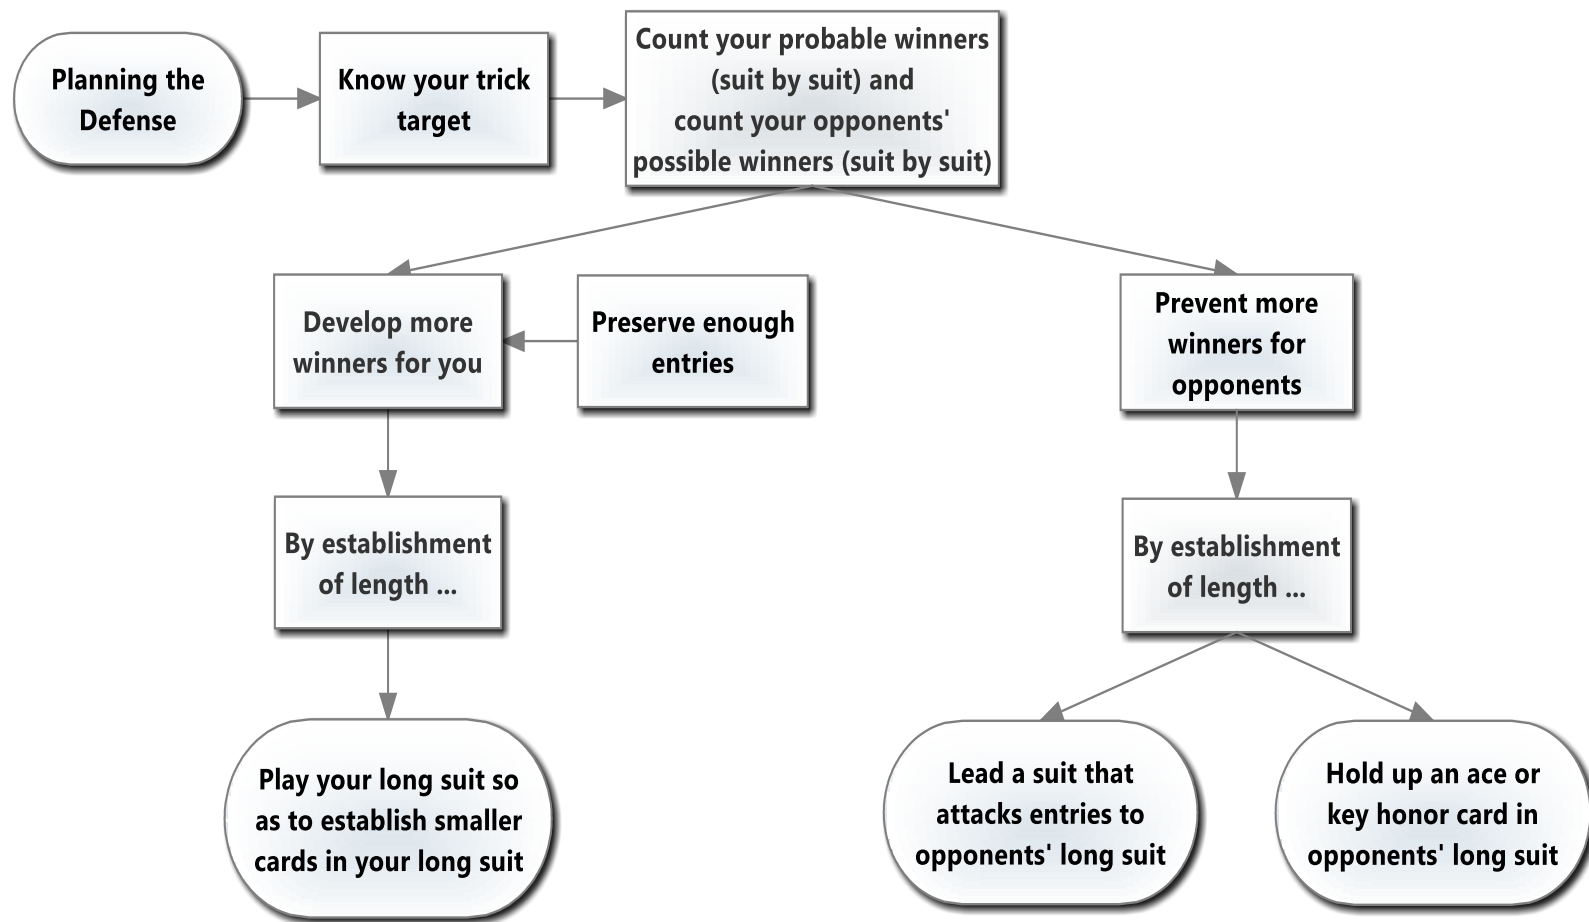 Planning the
Defense
Know your trick
target
Count your probable winners
(suit by suit) and
count your opponents'
possible winners (suit by suit)
Develop more
winners for you
Preserve enough
entries
Prevent more
winners for
opponents
By establishment
of length ...
By establishment
of length ...
Play your long suit so
as to establish smaller
cards in your long suit
Lead a suit that
attacks entries to
opponents' long suit
Hold up an ace or
key honor card in
opponents' long suit